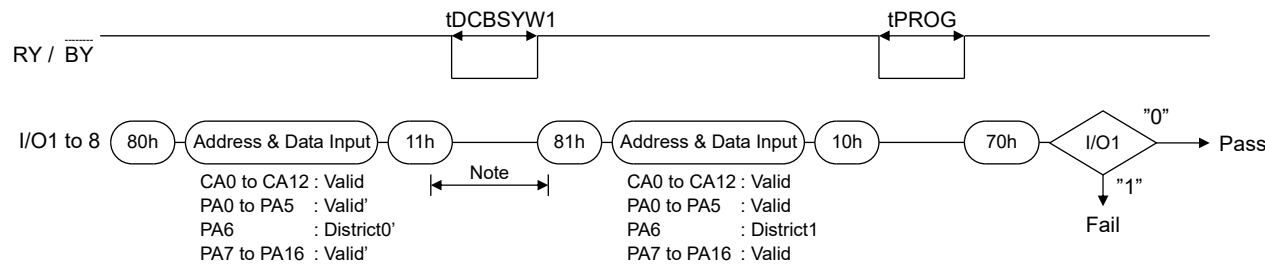 tDCBSYW1 tPROG
RY / BY
I/O1 to 8 80h Address & Data Input 11h 81h Address & Data Input 10h 70h I/O1 "0" Pass
Note
"1"
Fail
CA0 to CA12 : Valid
PA0 to PA5 : Valid'
PA6 : District0'
PA7 to PA16 : Valid'
CA0 to CA12 : Valid
PA0 to PA5 : Valid
PA6 : District1
PA7 to PA16 : Valid